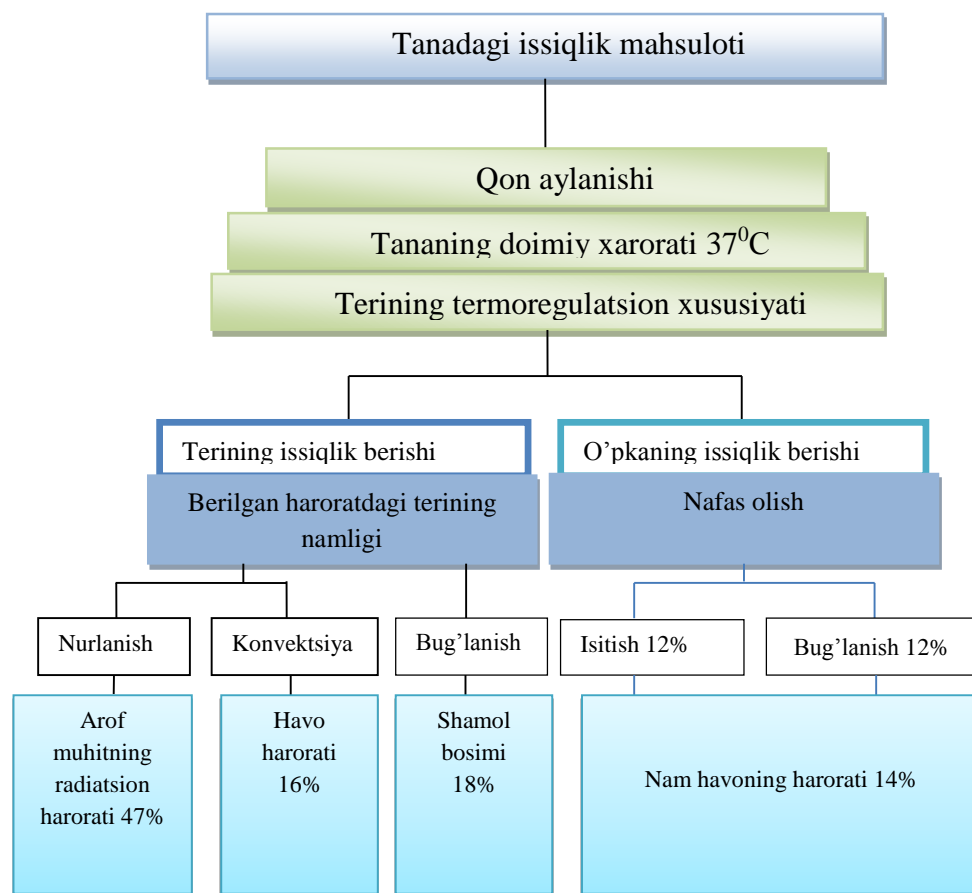 Tanadagi issiqlik mahsuloti
Qon aylanishi
Tananing doimiy xarorati 37⁰C
Terining termoregulatsion xususiyati
Terining issiqlik berishi
O’pkaning issiqlik berishi
Berilgan haroratdagi terining
namligi
Nafas olish
Nurlanish
Konvektsiya
Bug’lanish
Isitish 12%
Bug’lanish 12%
Arof
muhitning
radiatsion
harorati 47%
Havo
harorati
16%
Shamol
bosimi
18%
Nam havoning harorati 14%